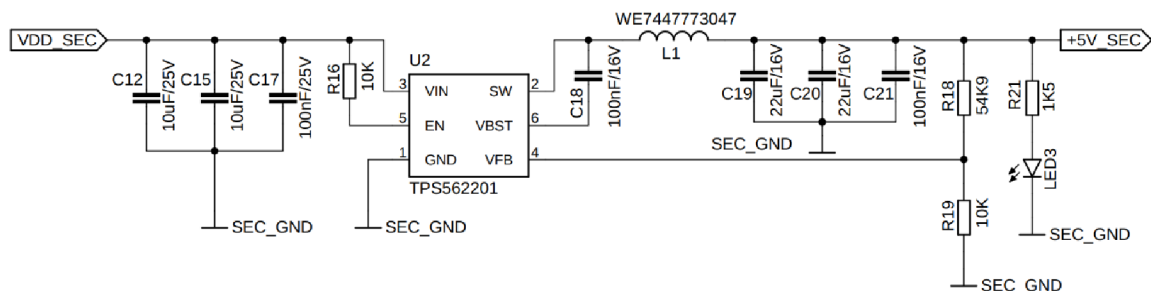 WE7447773047
VDD_SEC
L1
+5V_SEC
C12
10uF/25V
C15
10uF/25V
C17
100nF/25V
R16
10K
U2
3
VIN
SW
2
5
EN
VBST
6
1
GND
VFB
4
TPS562201
C18
100nF/16V
C19
22uF/16V
C20
22uF/16V
C21
100nF/16V
R18
54K9
R21
1K5
SEC_GND
LED3
R19
10K
SEC_GND
SEC_GND
SEC_GND
SEC_GND